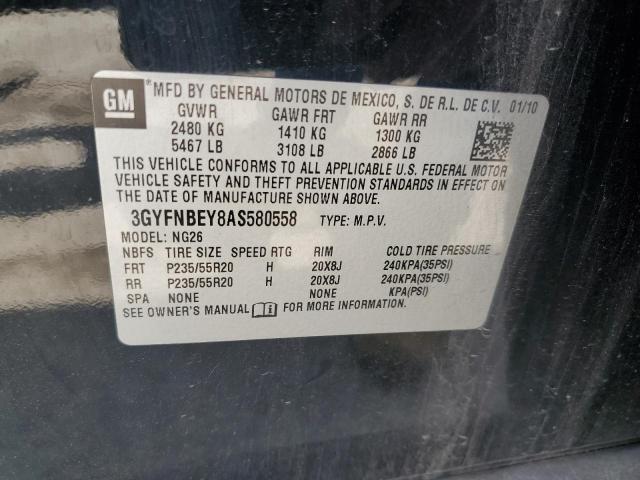 GM
*MFD BY GENERAL MOTORS DE MEXICO, S. DE R.L. DE C.V. 01/10
GVWR GAWR FRT GAWR RR
2480 KG 1410 KG 1300 KG
5467 LB 3108 LB 2866 LB
THIS VEHICLE CONFORMS TO ALL APPLICABLE U.S. FEDERAL MOTOR
VEHICLE SAFETY AND THEFT PREVENTION STANDARDS IN EFFECT ON
THE DATE OF MANUFACTURE SHOWN ABOVE.
3GYFNBEY8AS580558 TYPE: M.P.V.
MODEL: NG26
NBFS TIRE SIZE SPEED RTG RIM COLD TIRE PRESSURE
FRT P235/55R20 H 20X8J 240KPA(35PSI)
RR P235/55R20 H 20X8J 240KPA(35PSI)
SPA NONE NONE KPA(PSI)
SEE OWNER'S MANUAL FOR MORE INFORMATION.